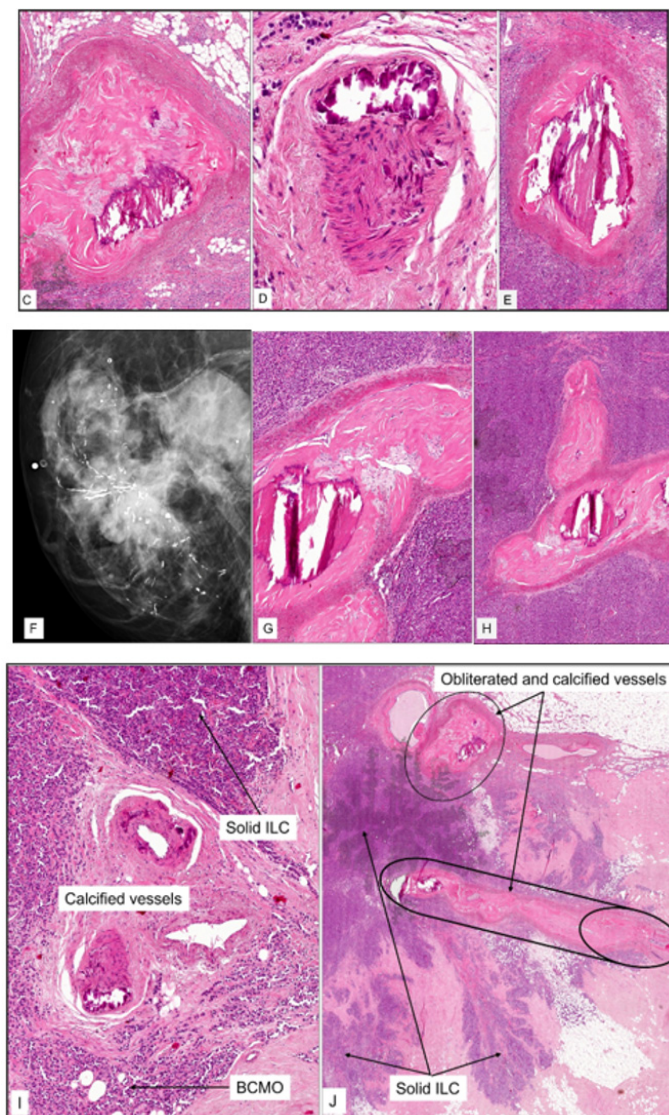 C
D
E
F
G
H
Solid ILC
Calcified vessels
BCMO
I
Obliterated and calcified vessels
Solid ILC
J